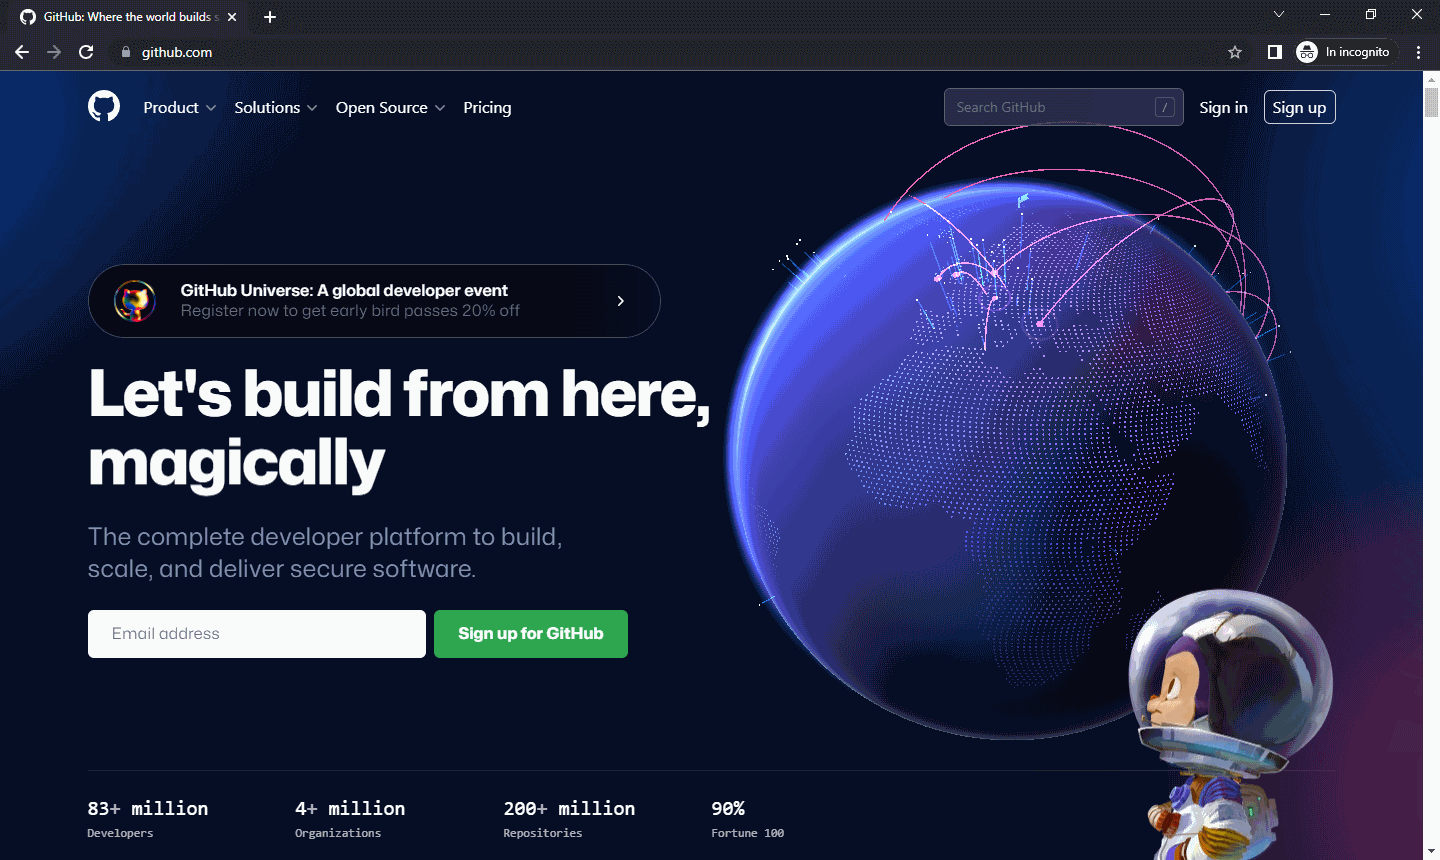 GitHub: Where the world builds s
github.com
In incognito
Product
Solutions
Open Source
Pricing
Search GitHub
/
Sign in
Sign up
GitHub Universe: A global developer event
Register now to get early bird passes 20% off
Let's build from here,
magically
The complete developer platform to build,
scale, and deliver secure software.
Email address
Sign up for GitHub
83+ million
Developers
4+ million
Organizations
200+ million
Repositories
90%
Fortune 100